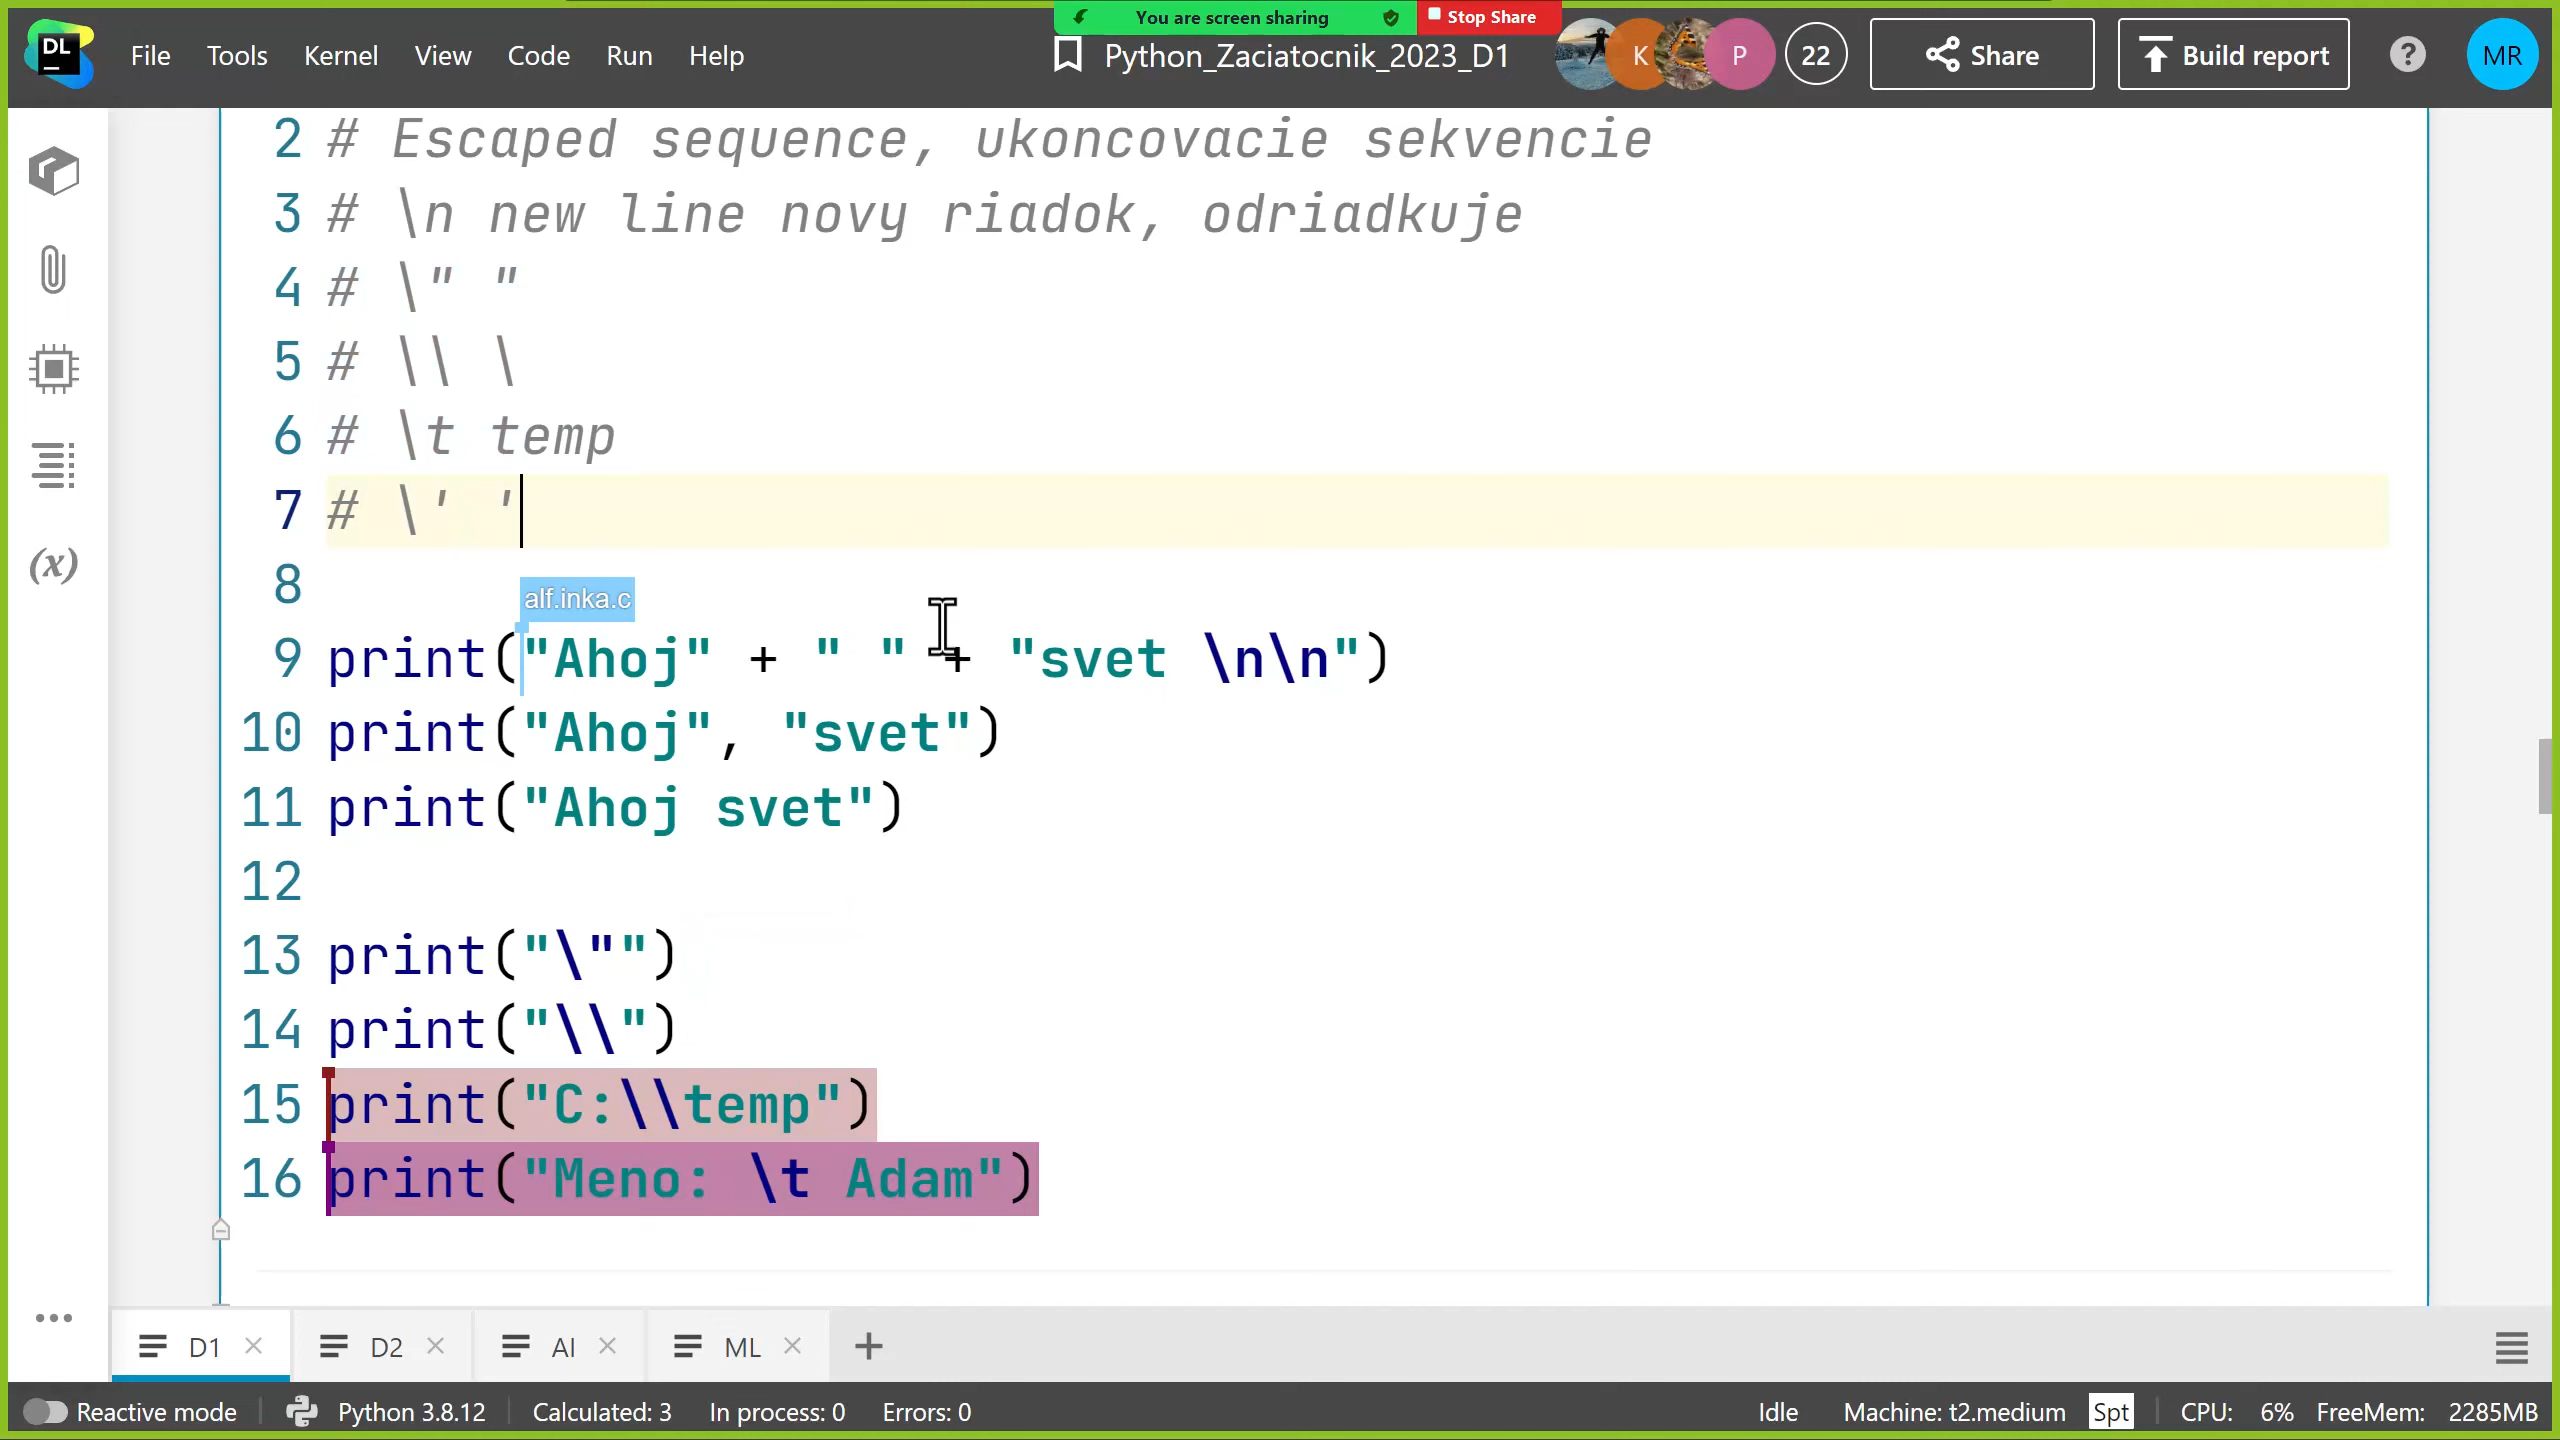 You are screen sharing Stop Share
DL File Tools Kernel View Code Run Help Python_Zaciatocnik_2023_D1 K P 22 Share Build report ? MR
2 # Escaped sequence, ukoncovacie sekvencie
3 # \n new line novy riadok, odriadkuje
4 # \" "
5 # \\ \
6 # \t temp
7 # \' '
8
alf.inka.c
9 print("Ahoj" + " " + "svet \n\n")
10 print("Ahoj", "svet")
11 print("Ahoj svet")
12
13 print("\"")
14 print("\\")
15 print("C:\\temp")
16 print("Meno: \t Adam")
(x)
D1 D2 AI ML
Reactive mode Python 3.8.12 Calculated: 3 In process: 0 Errors: 0 Idle Machine: t2.medium Spt CPU: 6% FreeMem: 2285MB